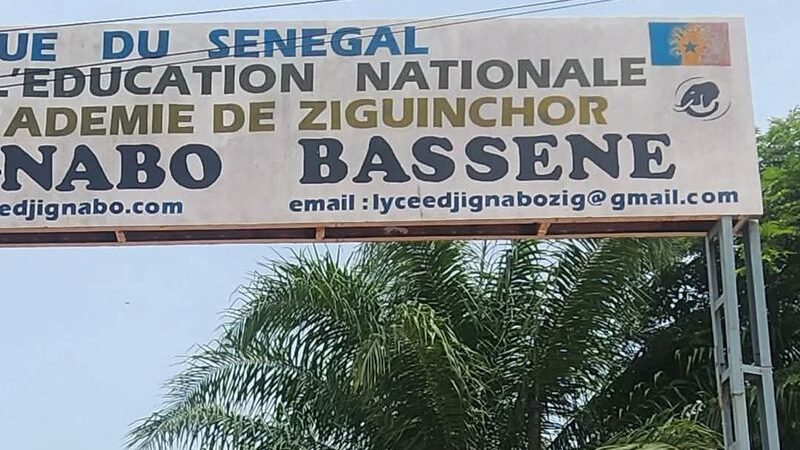 UE DU SENEGAL
L'EDUCATION NATIONALE
ADEMIE DE ZIGUINCHOR
NABO BASSENE
edjignabo.com email : lyceedjignabozig@gmail.com